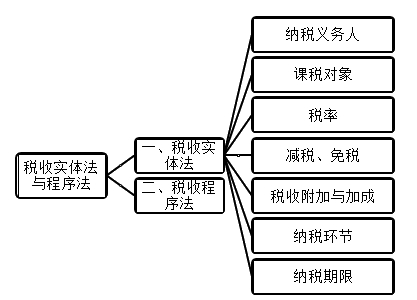 税收实体法
与程序法
一、税收实
体法
二、税收程
序法
纳税义务人
课税对象
税率
减税、免税
税收附加与加成
纳税环节
纳税期限